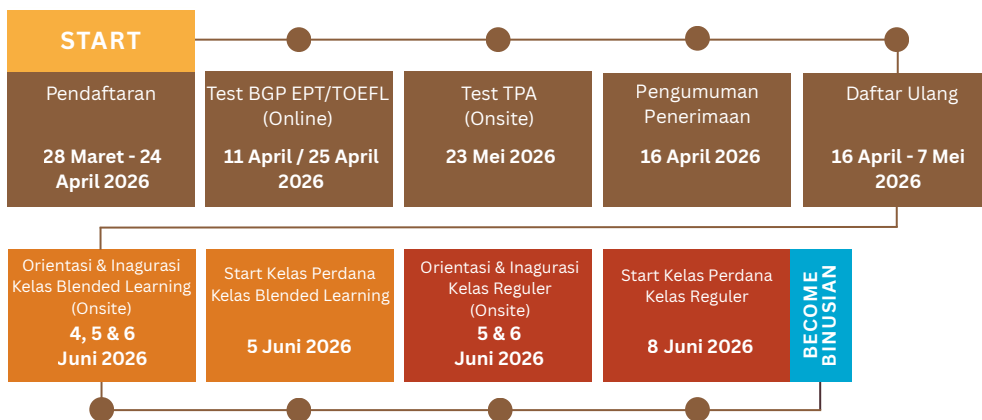 START
Pendaftaran
28 Maret - 24
April 2026
Test BGP EPT/TOEFL
(Online)
11 April / 25 April
2026
Test TPA
(Onsite)
23 Mei 2026
Pengumuman
Penerimaan
16 April 2026
Daftar Ulang
16 April - 7 Mei
2026
Orientasi & Inagurasi
Kelas Blended Learning
(Onsite)
4, 5 & 6
Juni 2026
Start Kelas Perdana
Kelas Blended Learning
5 Juni 2026
Orientasi & Inagurasi
Kelas Reguler
(Onsite)
5 & 6
Juni 2026
Start Kelas Perdana
Kelas Reguler
8 Juni 2026
BECOME
BINUSIAN